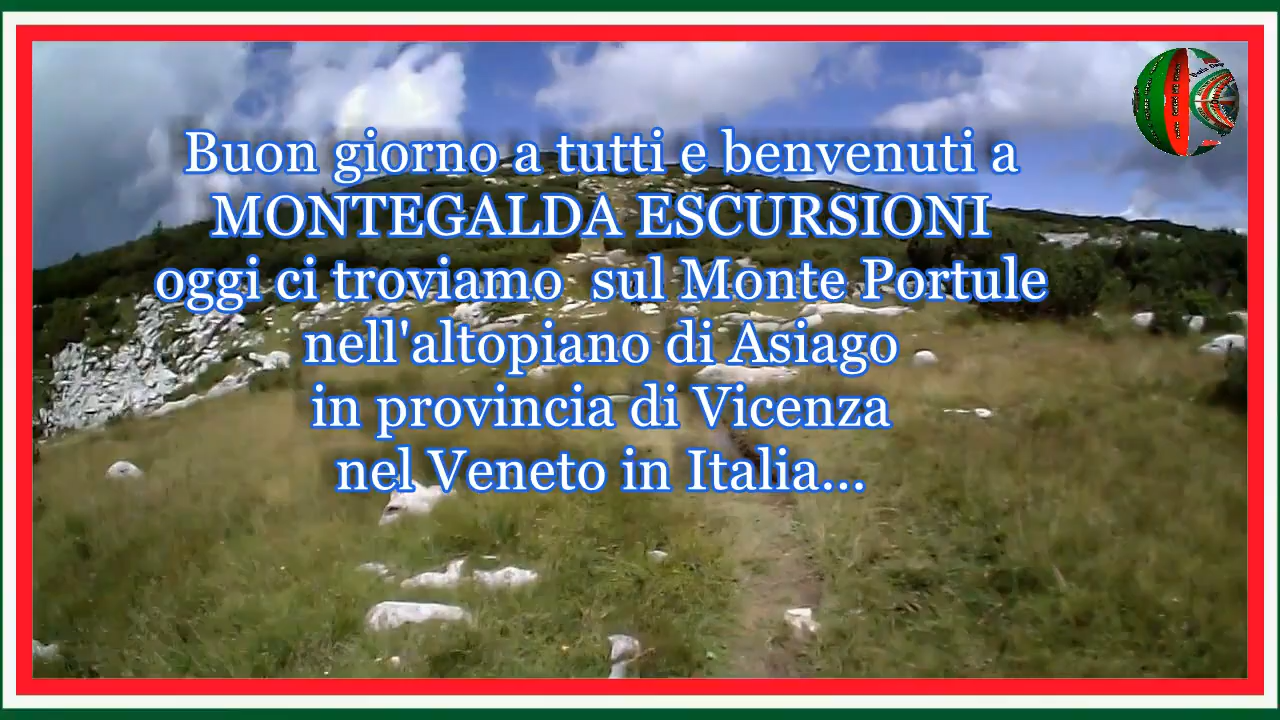 Buon giorno a tutti e benvenuti a
MONTEGALDA ESCURSIONI
oggi ci troviamo  sul Monte Portule
nell'altopiano di Asiago
in provincia di Vicenza
nel Veneto in Italia...